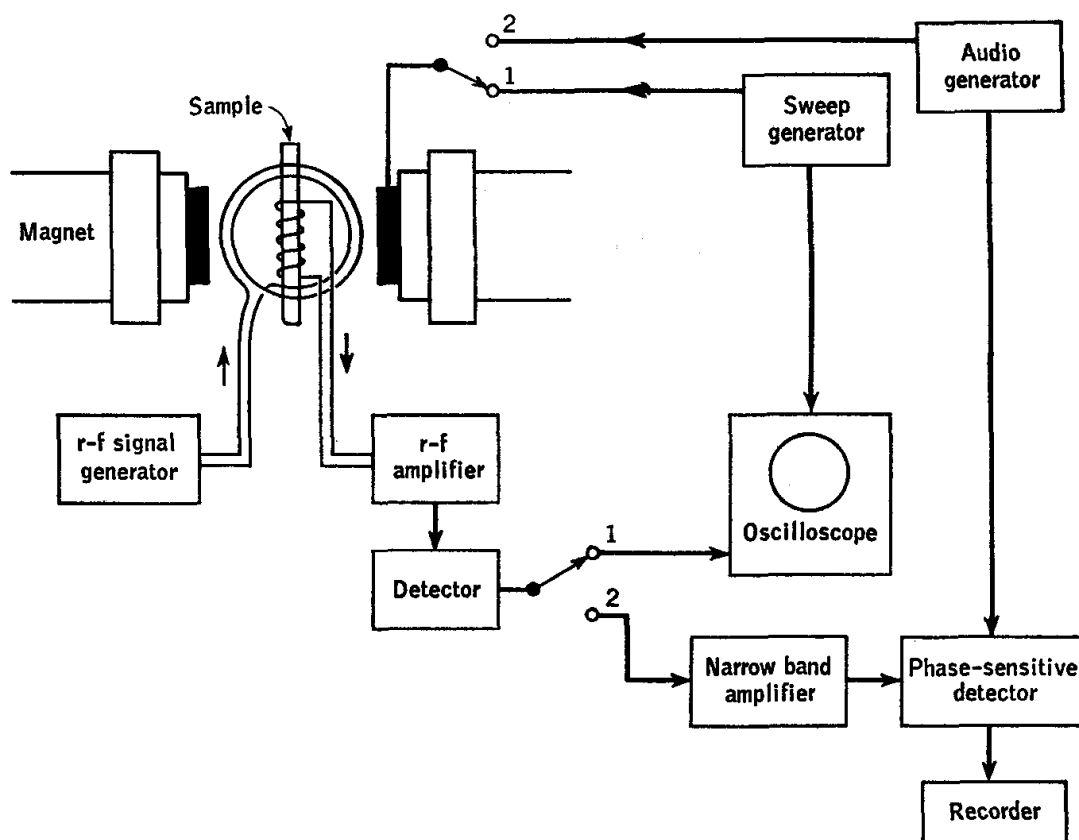 2
1
Audio
generator
Sweep
generator
Sample
Magnet
r-f signal
generator
r-f
amplifier
Oscilloscope
1
Detector
2
Narrow band
amplifier
Phase-sensitive
detector
Recorder